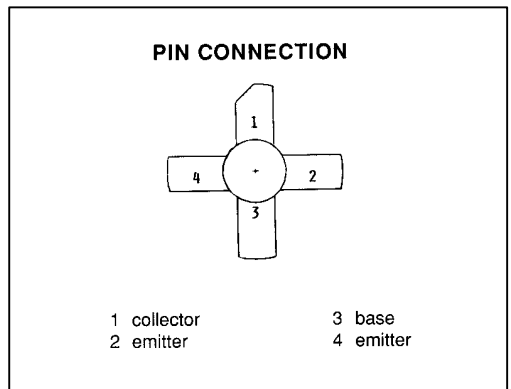 PIN CONNECTION
1
4
2
3
1 collector
3 base
2 emitter
4 emitter